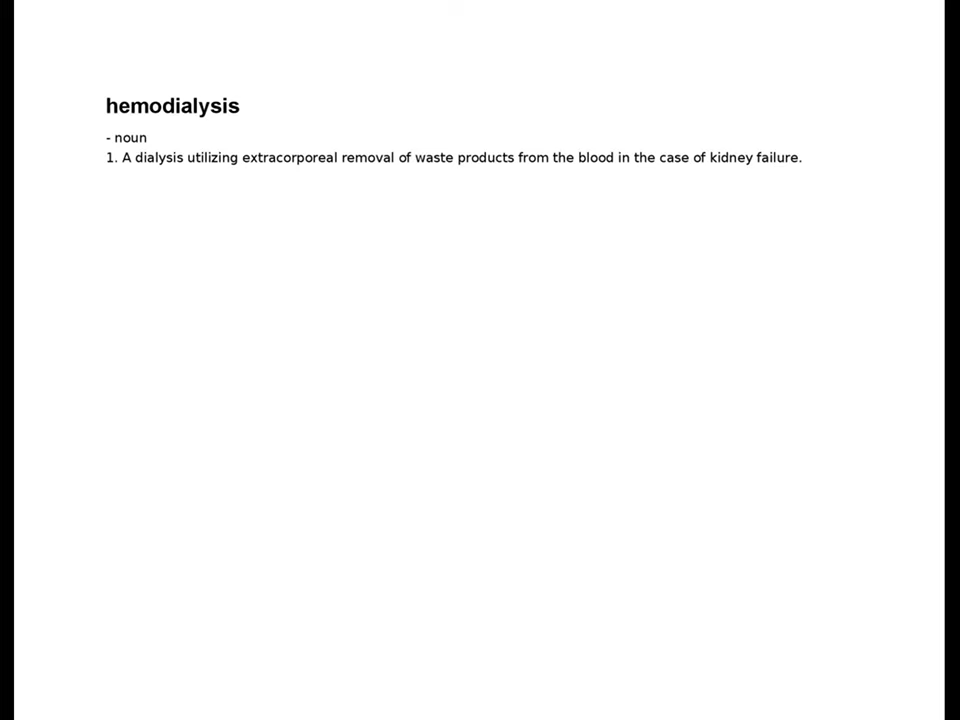 hemodialysis
- noun
1. A dialysis utilizing extracorporeal removal of waste products from the blood in the case of kidney failure.